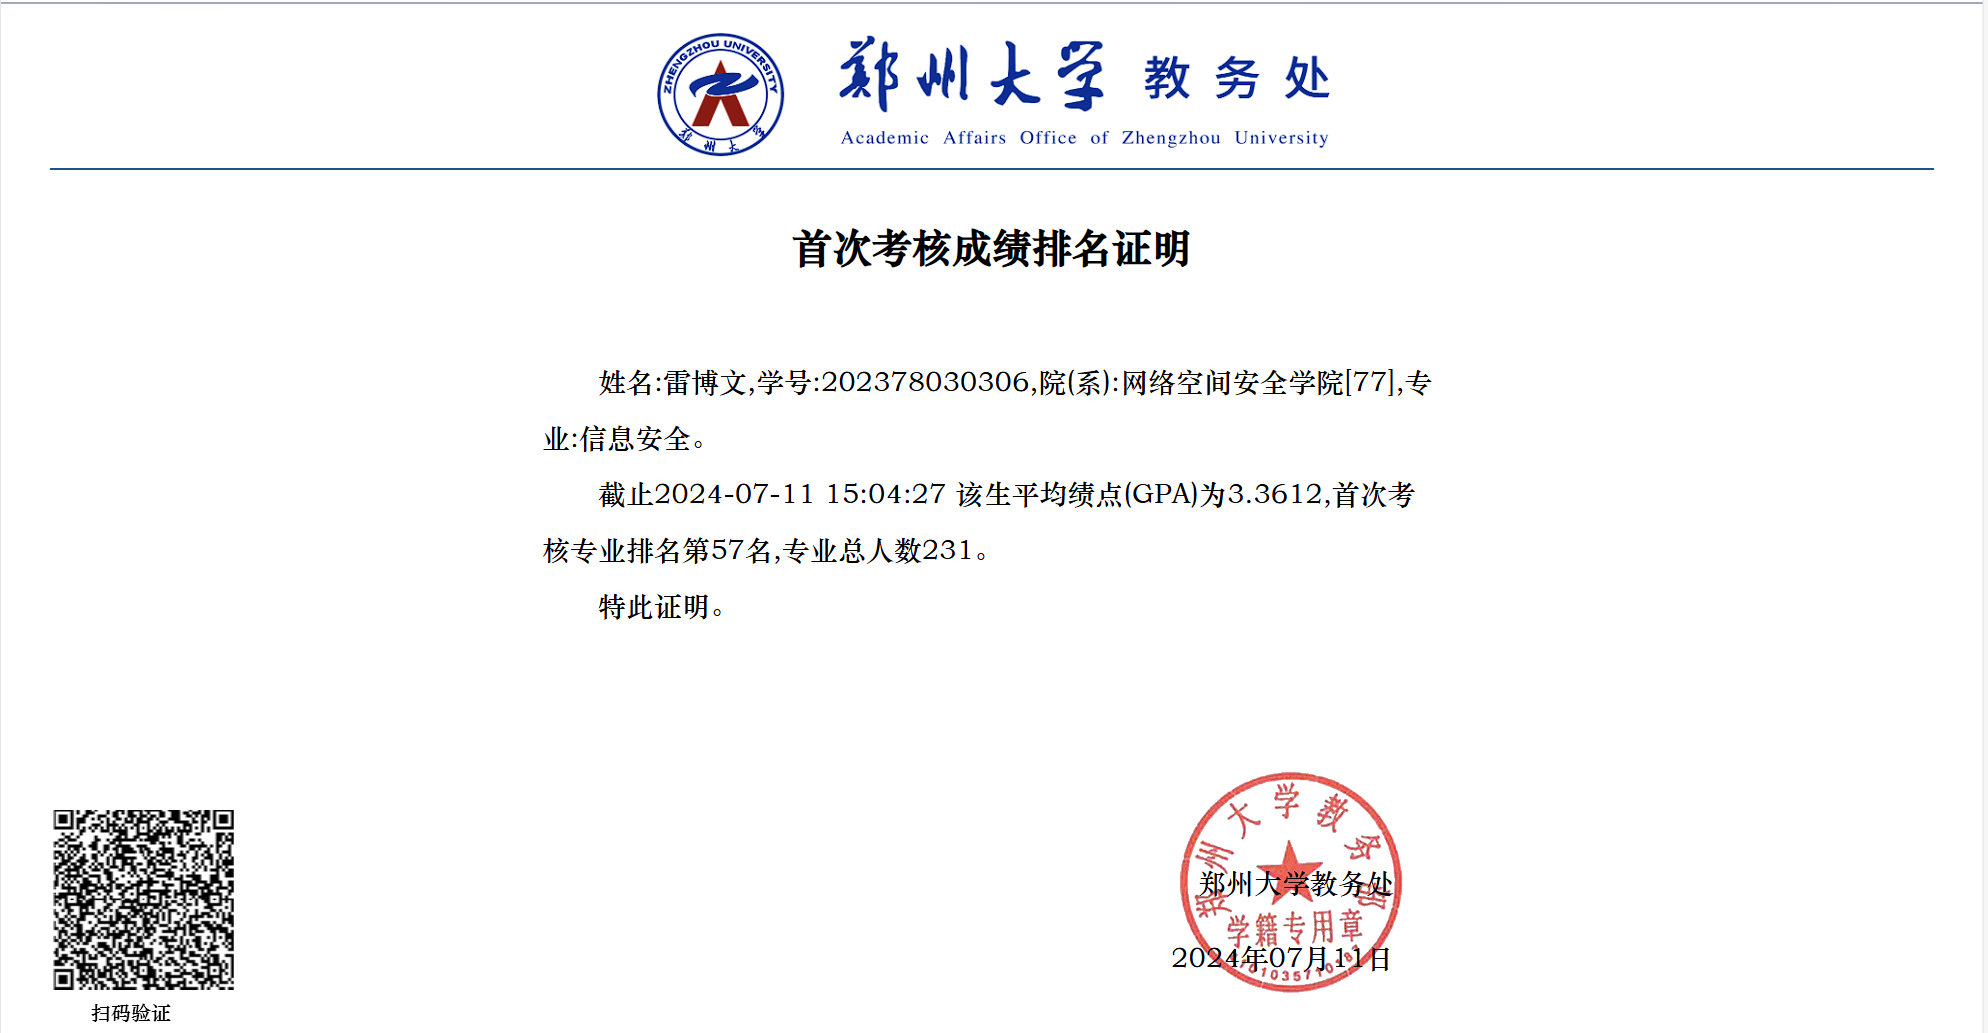 ZHENGZHOU UNIVERSITY
郑州大学
郑州大学 教务处
Academic Affairs Office of Zhengzhou University
首次考核成绩排名证明
姓名:雷博文,学号:202378030306,院(系):网络空间安全学院[77],专
业:信息安全。
截止2024-07-11 15:04:27 该生平均绩点(GPA)为3.3612,首次考
核专业排名第57名,专业总人数231。
特此证明。
郑州大学教务部
郑州大学教务处
学籍专用章
2024年07月11日
扫码验证